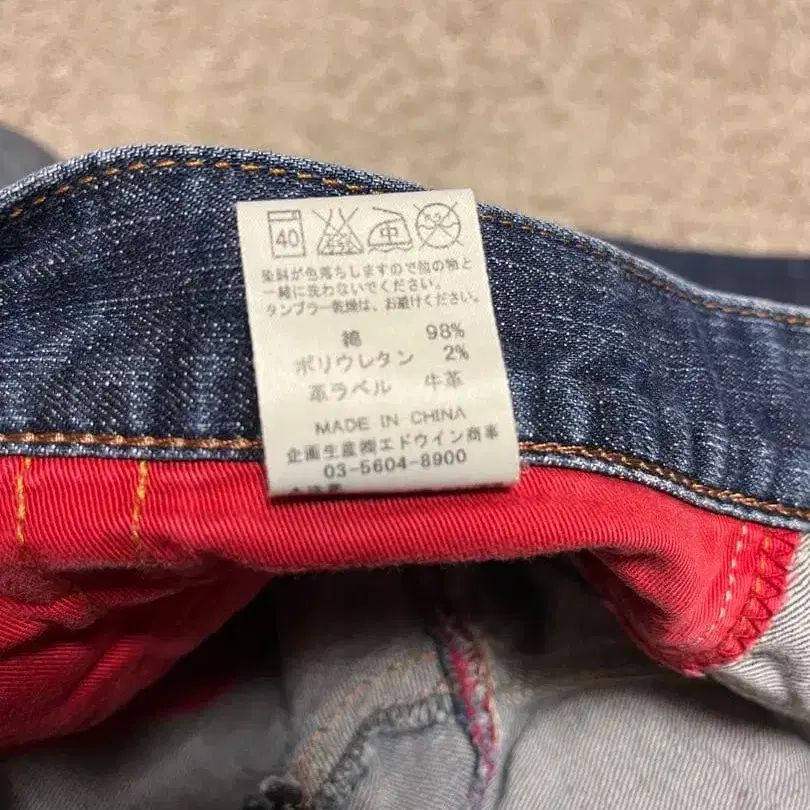 40 エンソ 中
染料が色落ちしますので他の物と
一緒に洗わないでください。
タンブラー乾燥は、お避けください。
綿 98%
ポリウレタン 2%
革ラベル 牛革
MADE IN CHINA
企画生産㈱エドウイン商事
03-5604-8900